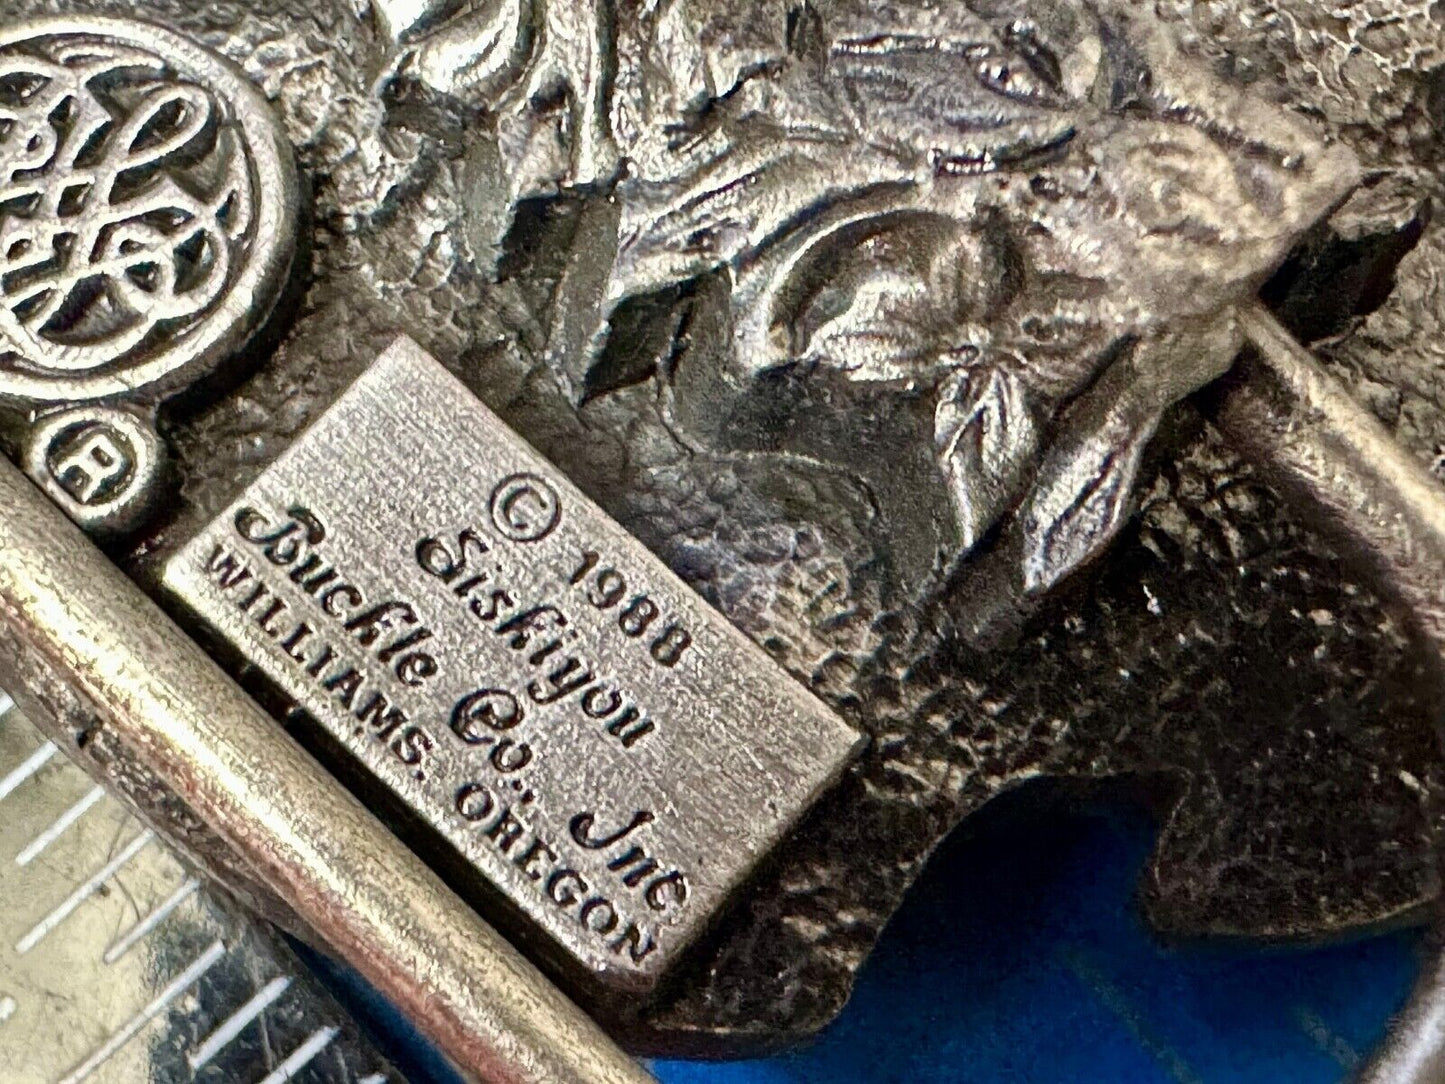 © 1988
Siskiyou
Buckle Co., Inc
WILLIAMS, OREGON
®